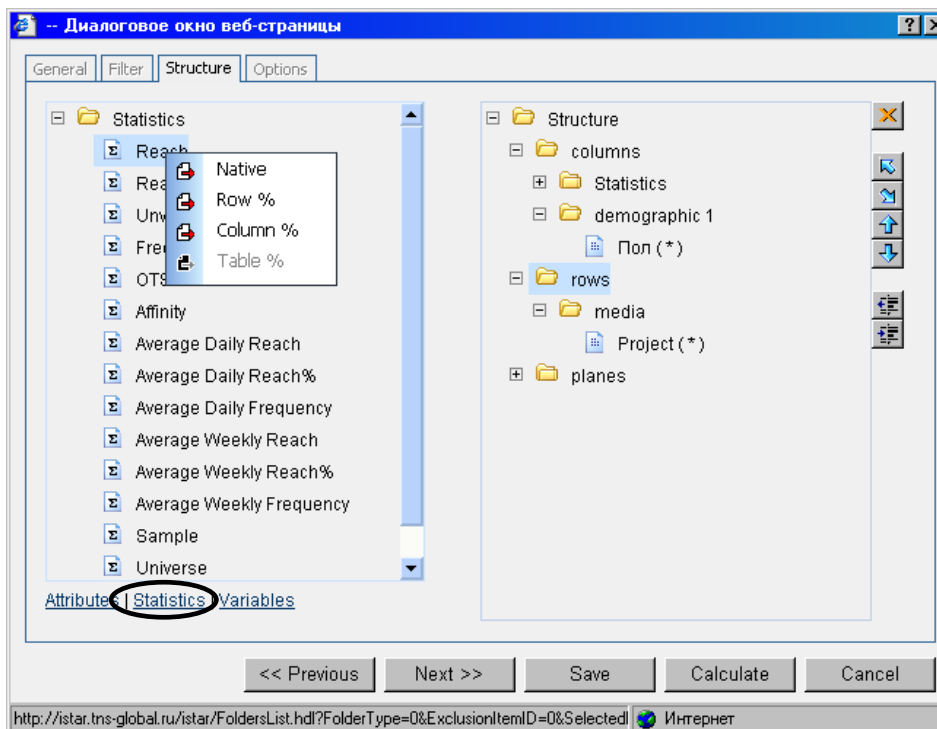 -- Диалоговое окно веб-страницы
General Filter Structure Options
Statistics
Reach
Native
Row %
Column %
Table %
Affinity
Average Daily Reach
Average Daily Reach%
Average Daily Frequency
Average Weekly Reach
Average Weekly Reach%
Average Weekly Frequency
Sample
Universe
Attributes | Statistics | Variables
Structure
columns
Statistics
demographic 1
Пол (*)
rows
media
Project (*)
planes
<< Previous Next >> Save Calculate Cancel
http://istar.tns-global.ru/istar/FoldersList.hdl?FolderType=0&ExclusionItemID=0&Selected Интернет